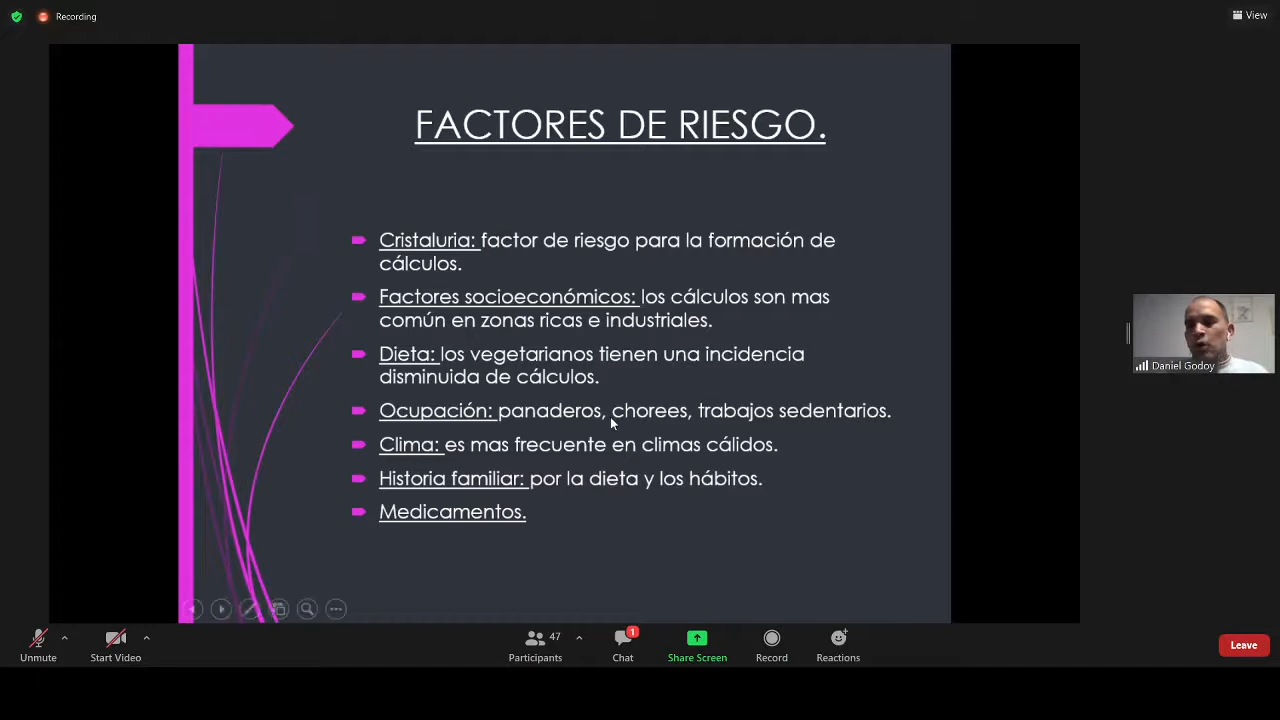 Recording
View
FACTORES DE RIESGO.
Cristaluria: factor de riesgo para la formación de
cálculos.
Factores socioeconómicos: los cálculos son mas
común en zonas ricas e industriales.
Dieta: los vegetarianos tienen una incidencia
disminuida de cálculos.
Ocupación: panaderos, chorees, trabajos sedentarios.
Clima: es mas frecuente en climas cálidos.
Historia familiar: por la dieta y los hábitos.
Medicamentos.
Daniel Godoy
Unmute
Start Video
47
Participants
1
Chat
Share Screen
Record
Reactions
Leave